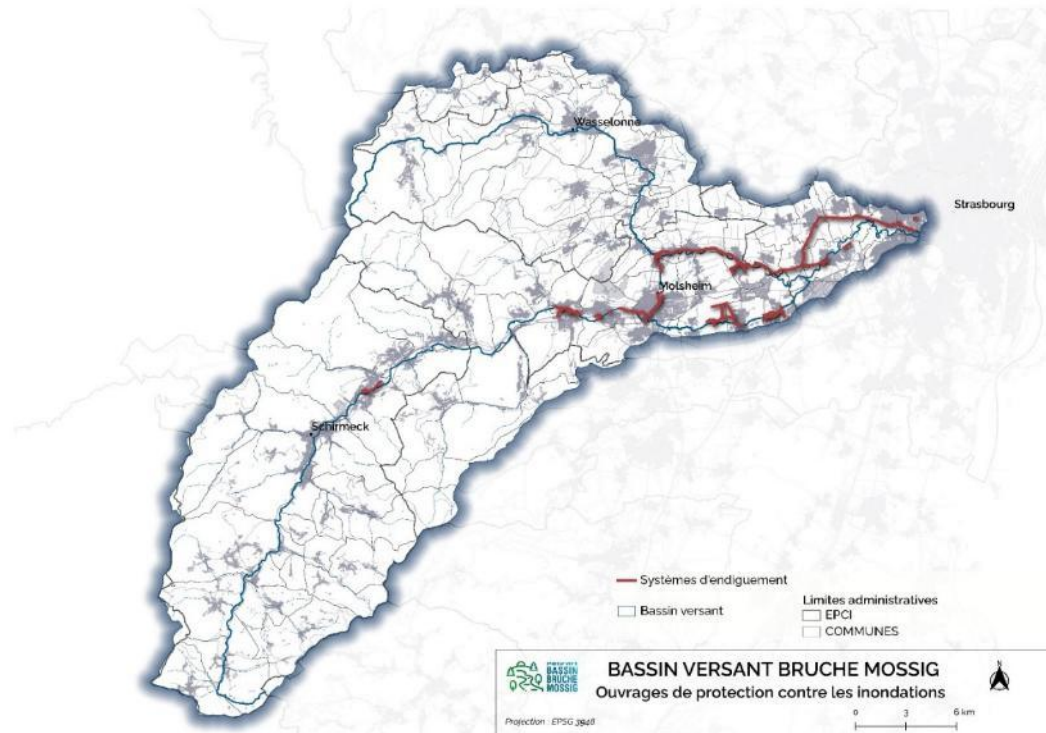 Wasselonne
Strasbourg
Molsheim
Schirmeck
Systèmes d'endiguement
Bassin versant
Limites administratives
EPCI
COMMUNES
BASSIN
BRUCHE
MOSSIG
BASSIN VERSANT BRUCHE MOSSIG
Ouvrages de protection contre les inondations
N
Projection : EPSG 3948
0 3 6 km